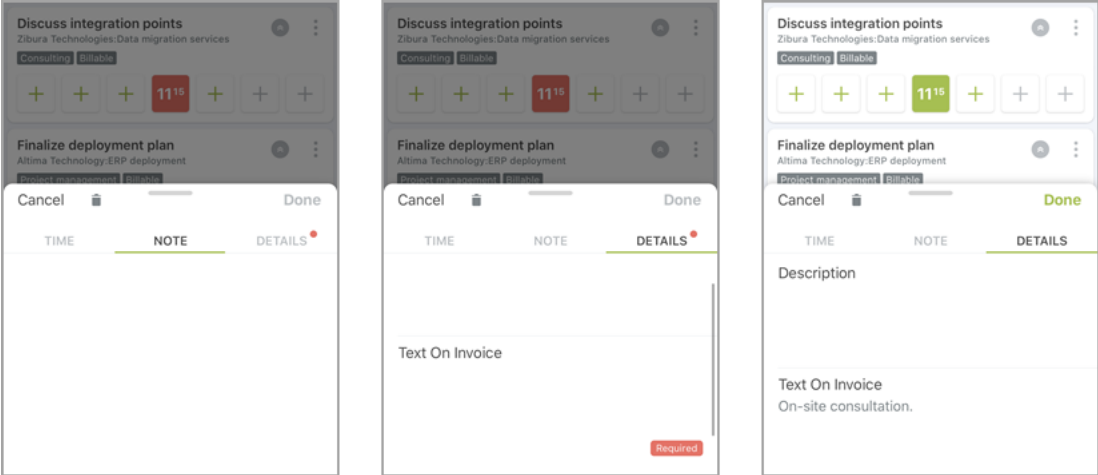 Discuss integration points
Zibura Technologies:Data migration services
Consulting Billable
+ + + 11 15 + + +
Finalize deployment plan
Altima Technology:ERP deployment
Project management Billable
Cancel Done
TIME NOTE DETAILS
Discuss integration points
Zibura Technologies:Data migration services
Consulting Billable
+ + + 11 15 + + +
Finalize deployment plan
Altima Technology:ERP deployment
Project management Billable
Cancel Done
TIME NOTE DETAILS
Text On Invoice
Required
Discuss integration points
Zibura Technologies:Data migration services
Consulting Billable
+ + + 11 15 + + +
Finalize deployment plan
Altima Technology:ERP deployment
Project management Billable
Cancel Done
TIME NOTE DETAILS
Description
Text On Invoice
On-site consultation.